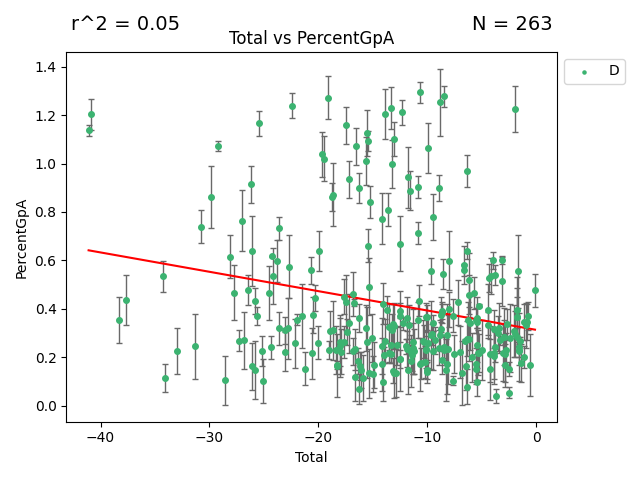 r^2 = 0.05
N = 263
Total vs PercentGpA
D
PercentGpA
1.4
1.2
1.0
0.8
0.6
0.4
0.2
0.0
−40
−30
−20
−10
0
Total